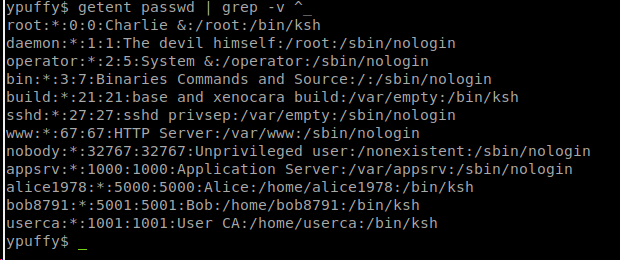 ypuffy$ getent passwd | grep -v ^_
root:*:0:0:Charlie &:/root:/bin/ksh
daemon:*:1:1:The devil himself:/root:/sbin/nologin
operator:*:2:5:System &:/operator:/sbin/nologin
bin:*:3:7:Binaries Commands and Source:/:/sbin/nologin
build:*:21:21:base and xenocara build:/var/empty:/bin/ksh
sshd:*:27:27:sshd privsep:/var/empty:/sbin/nologin
www:*:67:67:HTTP Server:/var/www:/sbin/nologin
nobody:*:32767:32767:Unprivileged user:/nonexistent:/sbin/nologin
appsrv:*:1000:1000:Application Server:/var/appsrv:/sbin/nologin
alice1978:*:5000:5000:Alice:/home/alice1978:/bin/ksh
bob8791:*:5001:5001:Bob:/home/bob8791:/bin/ksh
userca:*:1001:1001:User CA:/home/userca:/bin/ksh
ypuffy$ _